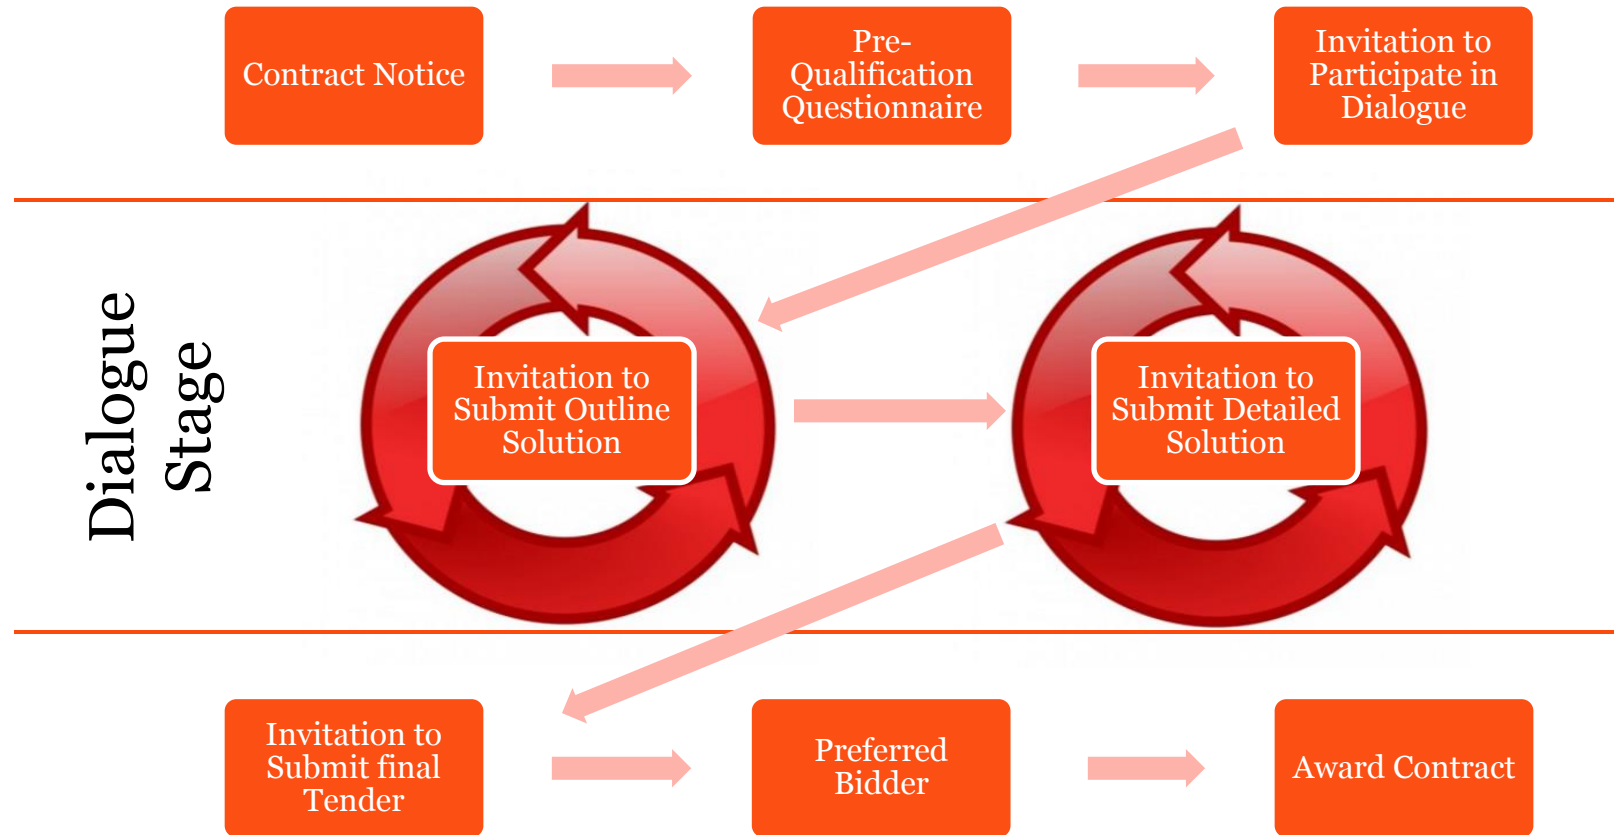 Contract Notice
Pre-
Qualification
Questionnaire
Invitation to
Participate in
Dialogue
Dialogue
Stage
Invitation to
Submit Outline
Solution
Invitation to
Submit Detailed
Solution
Invitation to
Submit final
Tender
Preferred
Bidder
Award Contract